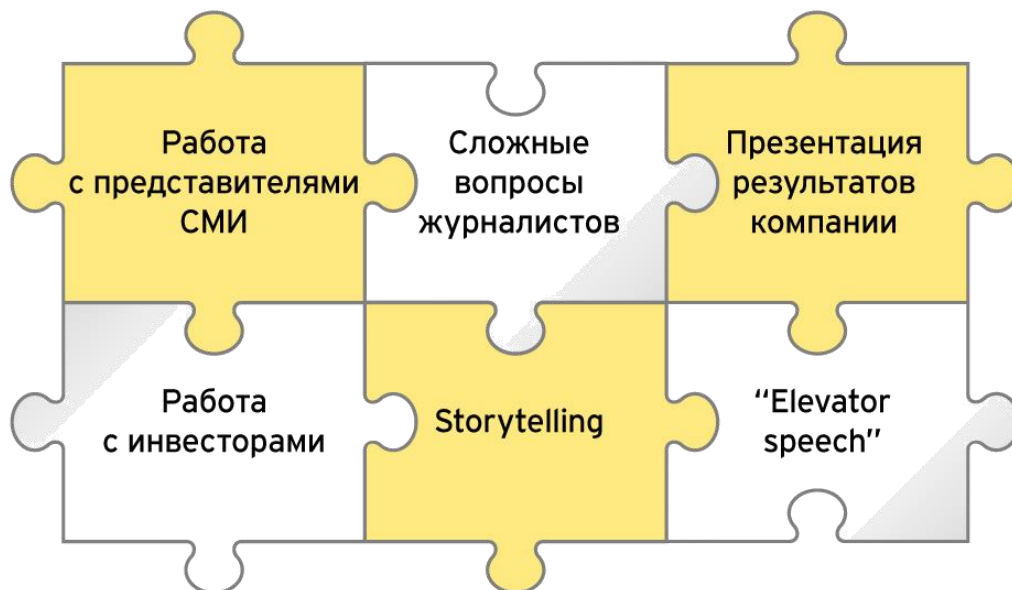 Работа
с представителями
СМИ
Сложные
вопросы
журналистов
Презентация
результатов
компании
Работа
с инвесторами
Storytelling
“Elevator
speech”